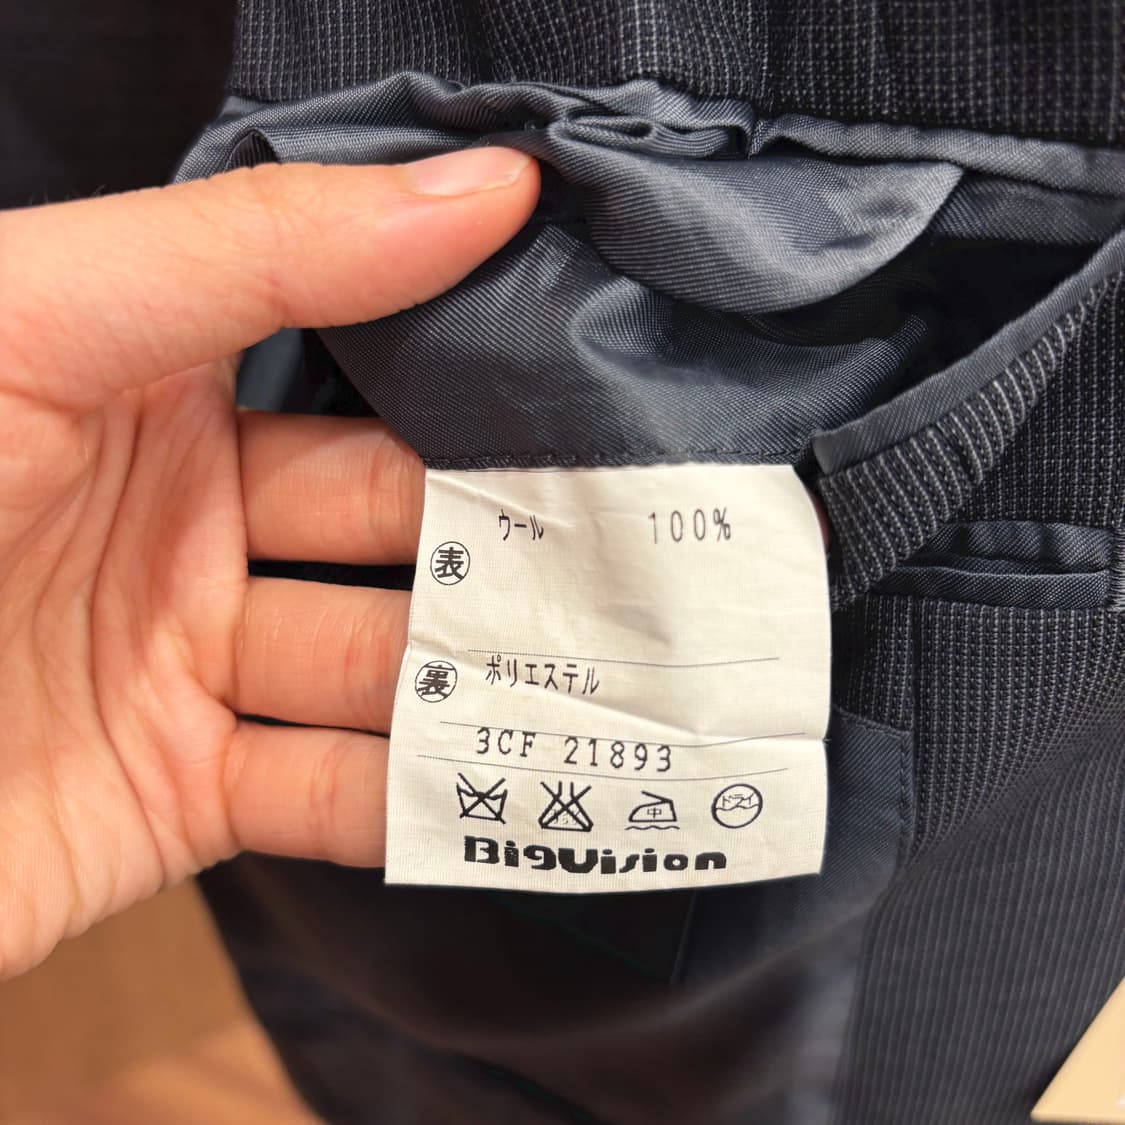 ウール 100%
表
裏 ポリエステル
3CF 21893
中 ドライ
BigVision